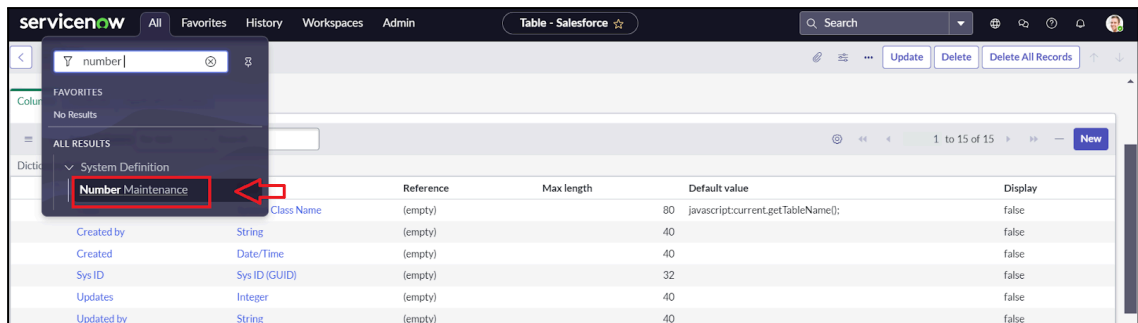 servicenow All Favorites History Workspaces Admin Table - Salesforce Search
number Update Delete Delete All Records
FAVORITES
No Results
ALL RESULTS 1 to 15 of 15 New
System Definition
Number Maintenance Reference Max length Default value Display
Class Name (empty) 80 javascript:current.getTableName(); false
Created by String (empty) 40 false
Created Date/Time (empty) 40 false
Sys ID Sys ID (GUID) (empty) 32 false
Updates Integer (empty) 40 false
Updated by String (empty) 40 false